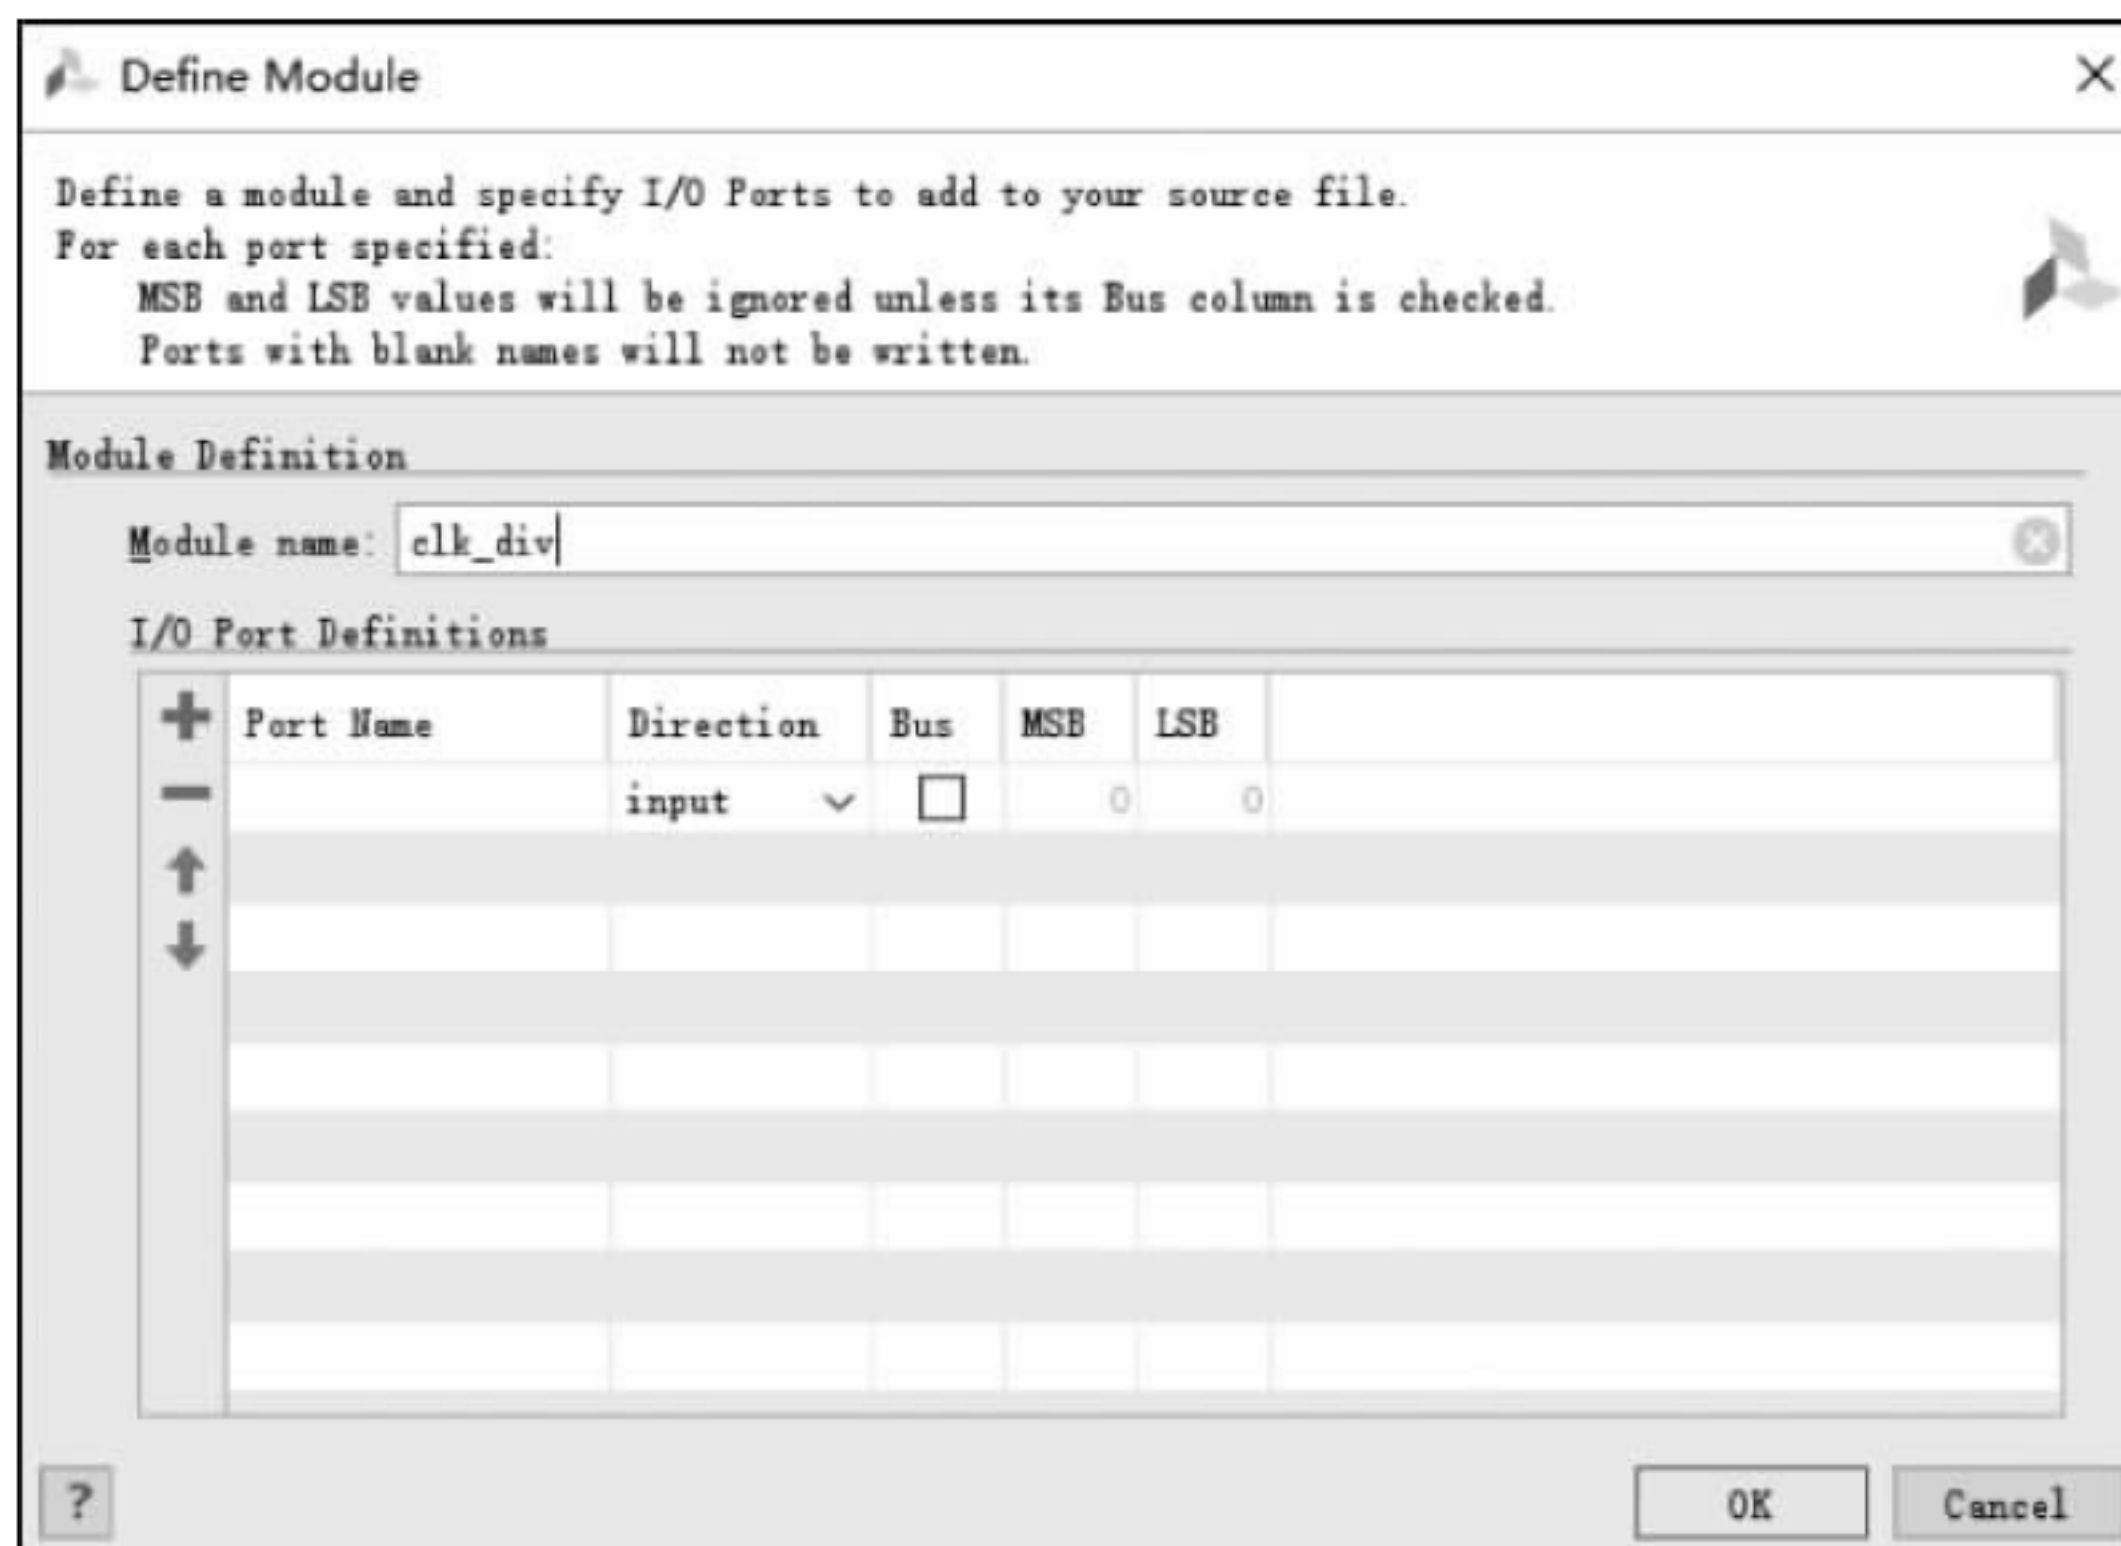 Define Module
Define a module and specify I/O Ports to add to your source file.
For each port specified:
MSB and LSB values will be ignored unless its Bus column is checked.
Ports with blank names will not be written.
Module Definition
Module name: clk_div
I/O Port Definitions
Port Name Direction Bus MSB LSB
input 0 0
? OK Cancel